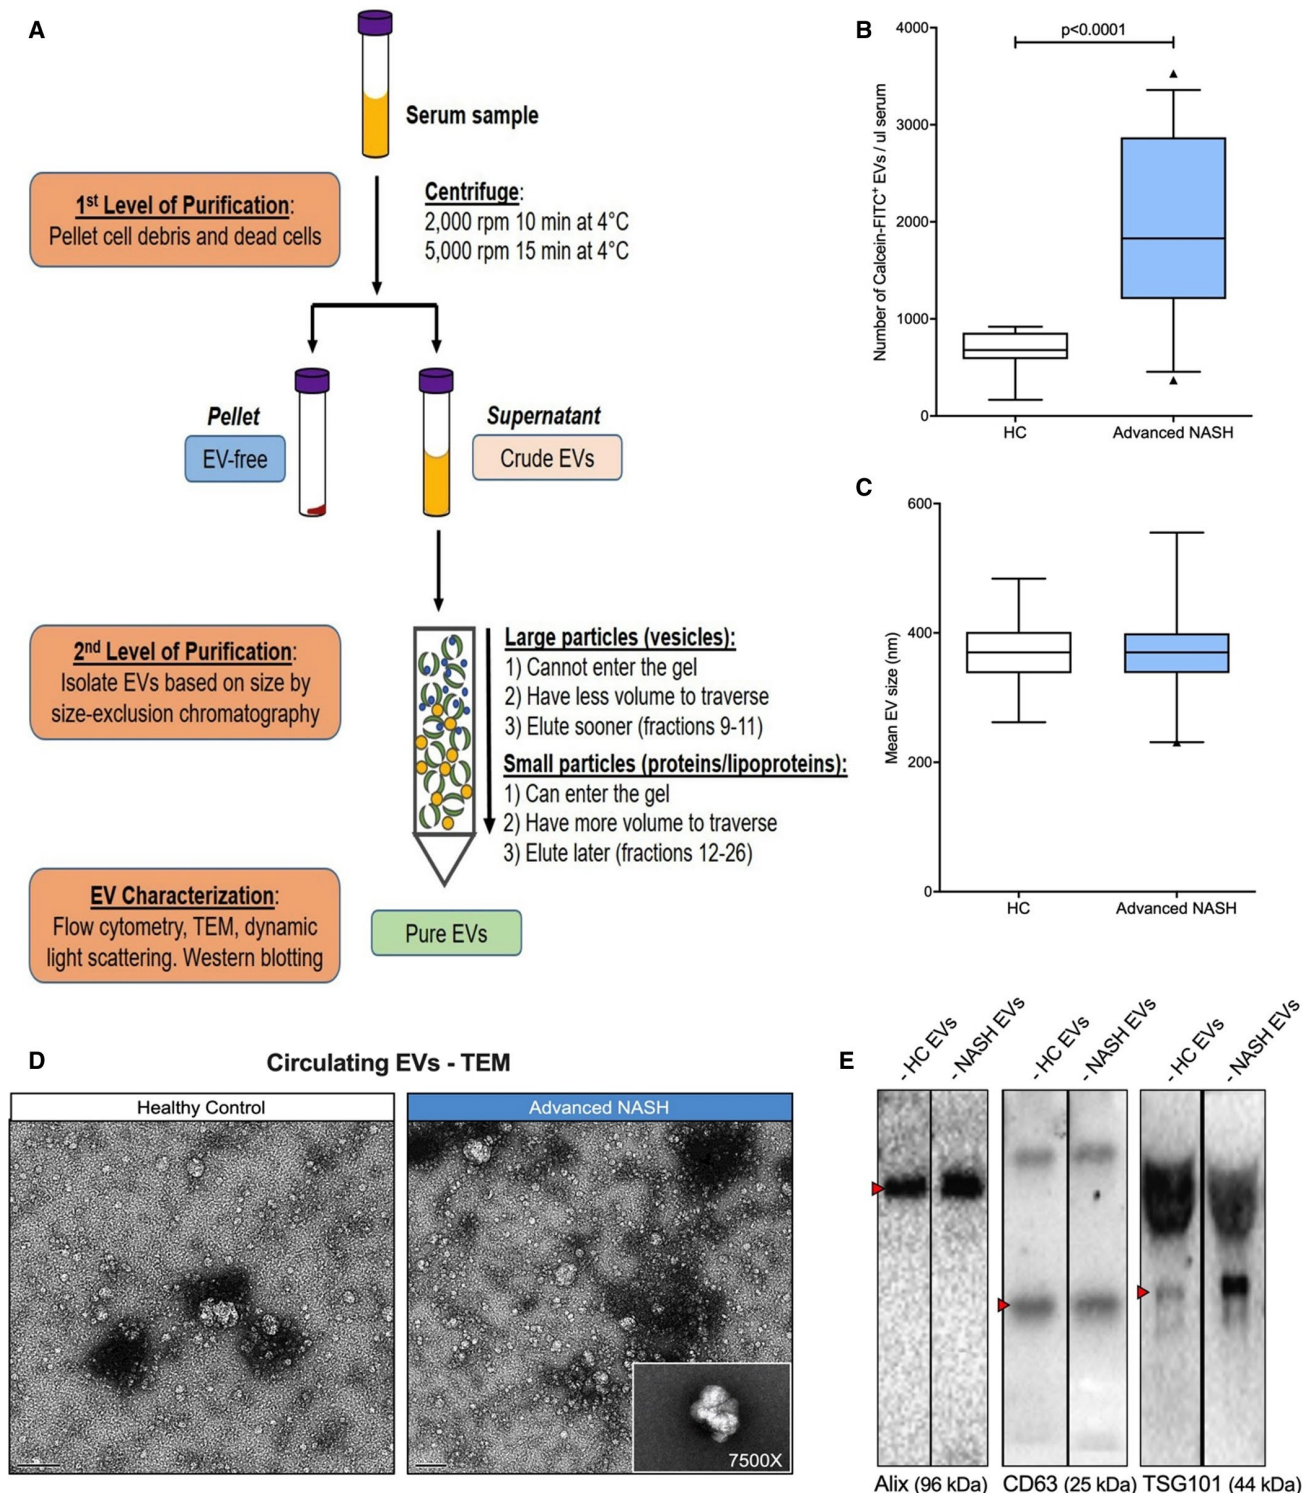 A
Serum sample
1st Level of Purification:
Pellet cell debris and dead cells
Centrifuge:
2,000 rpm 10 min at 4°C
5,000 rpm 15 min at 4°C
Pellet
EV-free
Supernatant
Crude EVs
2nd Level of Purification:
Isolate EVs based on size by
size-exclusion chromatography
Large particles (vesicles):
1) Cannot enter the gel
2) Have less volume to traverse
3) Elute sooner (fractions 9-11)
Small particles (proteins/lipoproteins):
1) Can enter the gel
2) Have more volume to traverse
3) Elute later (fractions 12-26)
EV Characterization:
Flow cytometry, TEM, dynamic
light scattering. Western blotting
Pure EVs
B
p<0.0001
Number of Calcein-FITC+ EVs / ul serum
4000
3000
2000
1000
0
HC
Advanced NASH
C
Mean EV size (nm)
600
400
200
0
HC
Advanced NASH
D
Circulating EVs - TEM
Healthy Control
Advanced NASH
7500X
E
- HC EVs
- NASH EVs
- HC EVs
- NASH EVs
- HC EVs
- NASH EVs
Alix (96 kDa)
CD63 (25 kDa)
TSG101 (44 kDa)